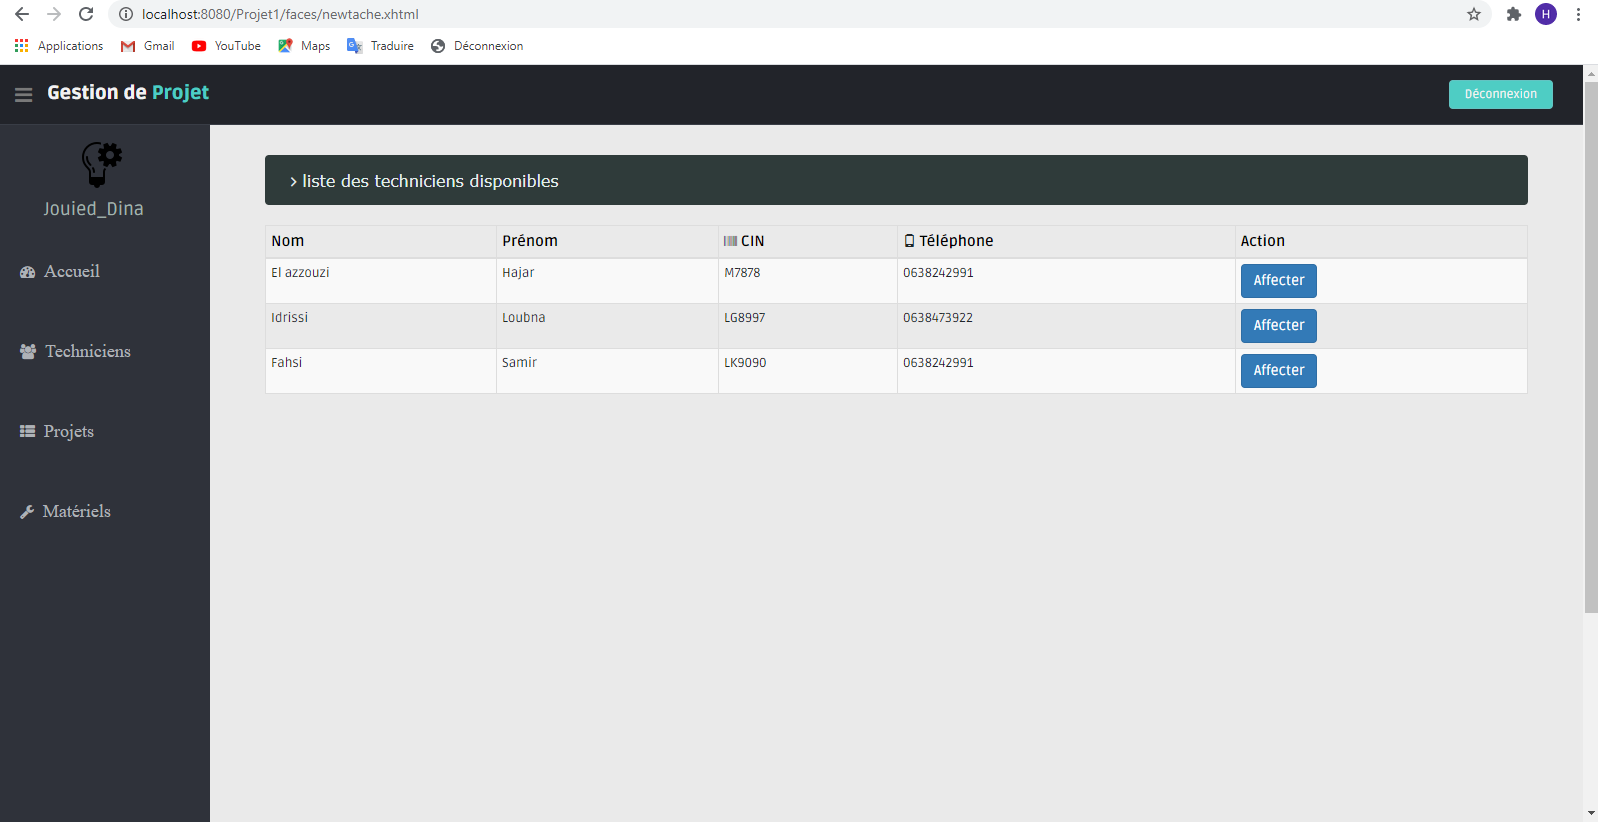 localhost:8080/Projet1/faces/newtache.xhtml
H
Applications Gmail YouTube Maps Traduire Déconnexion
Gestion de Projet
Déconnexion
Jouied_Dina
Accueil
Techniciens
Projets
Matériels
> liste des techniciens disponibles
Nom Prénom CIN Téléphone Action
El azzouzi Hajar M7878 0638242991 Affecter
Idrissi Loubna LG8997 0638473922 Affecter
Fahsi Samir LK9090 0638242991 Affecter